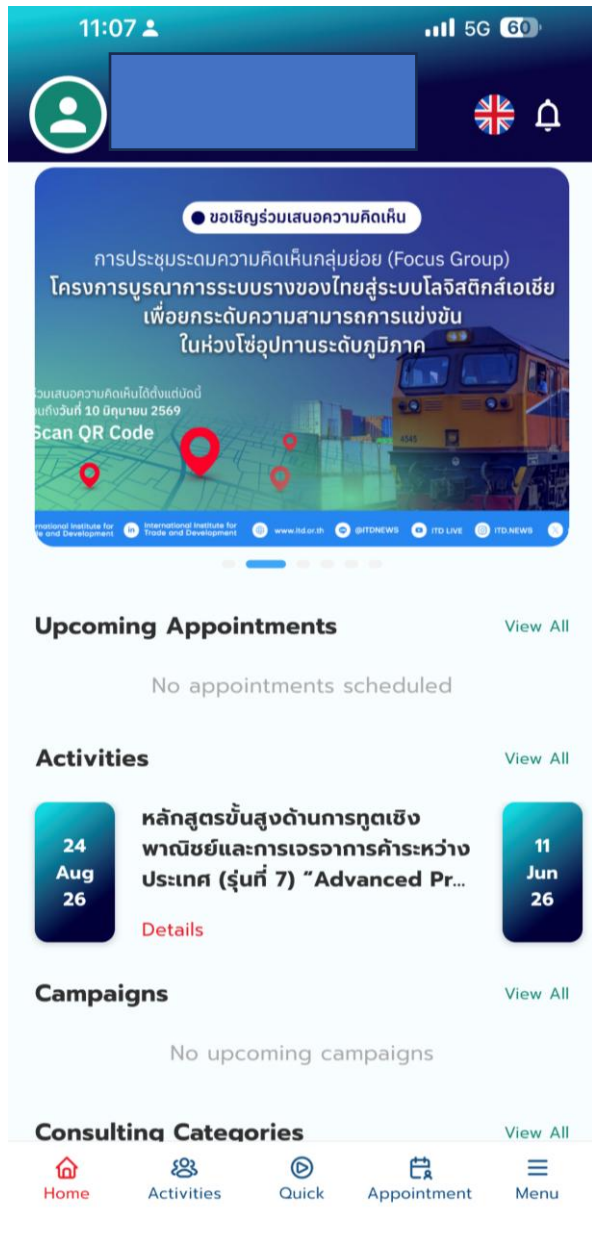 11:07
5G 60
ขอเชิญร่วมเสนอความคิดเห็น
การประชุมระดมความคิดเห็นกลุ่มย่อย (Focus Group)
โครงการบูรณาการระบบรางของไทยสู่ระบบโลจิสติกส์เอเชีย
เพื่อยกระดับความสามารถการแข่งขัน
ในห่วงโซ่อุปทานระดับภูมิภาค
ร่วมเสนอความคิดเห็นได้ตั้งแต่บัดนี้
วันที่ 10 มิถุนายน 2569
Scan QR Code
4545
International Institute for
Trade and Development
www.itd.or.th
@ITDNEWS
ITD LIVE
ITD.NEWS
Upcoming Appointments
View All
No appointments scheduled
Activities
View All
24
Aug
26
หลักสูตรขั้นสูงด้านการทูตเชิง
พาณิชย์และการเจรจาการค้าระหว่าง
ประเทศ (รุ่นที่ 7) “Advanced Pr...
Details
11
Jun
26
Campaigns
View All
No upcoming campaigns
Consulting Categories
View All
Home
Activities
Quick
Appointment
Menu